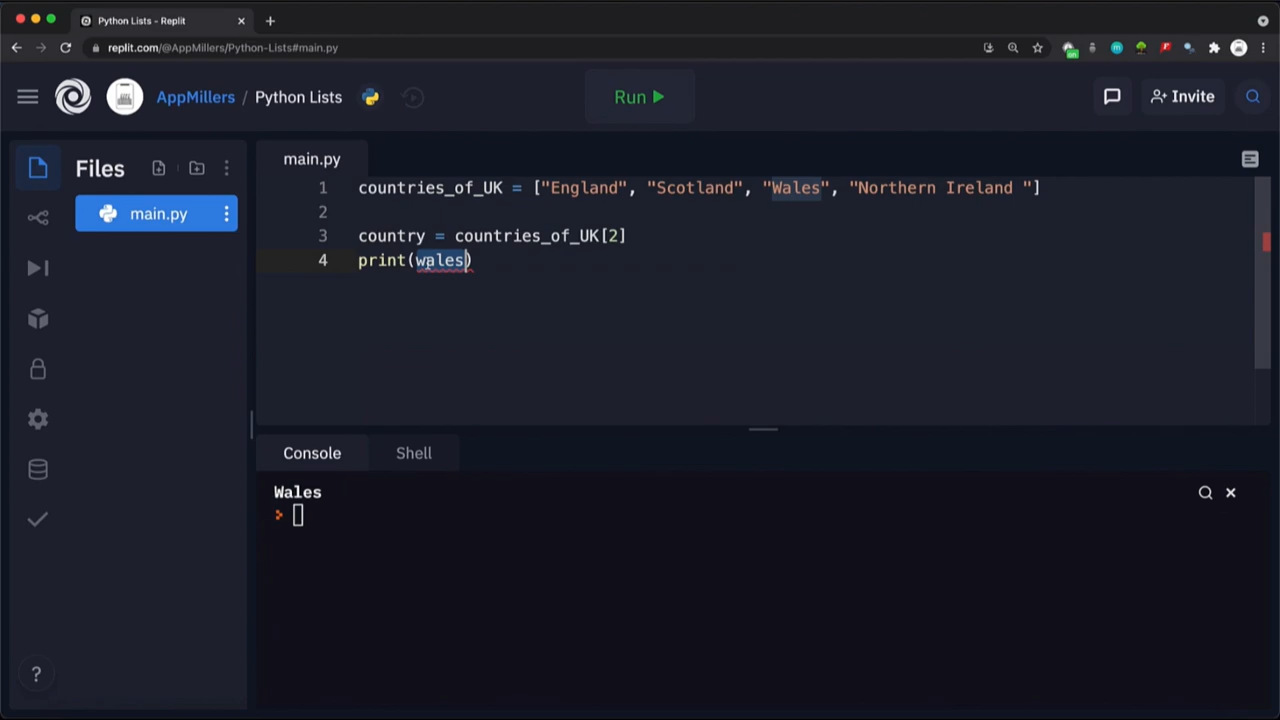 Python Lists - Replit
replit.com/@AppMillers/Python-Lists#main.py
AppMillers / Python Lists
Run
Invite
Files
main.py
main.py
1 countries_of_UK = ["England", "Scotland", "Wales", "Northern Ireland "]
2
3 country = countries_of_UK[2]
4 print(wales)
Console
Shell
Wales
>
?